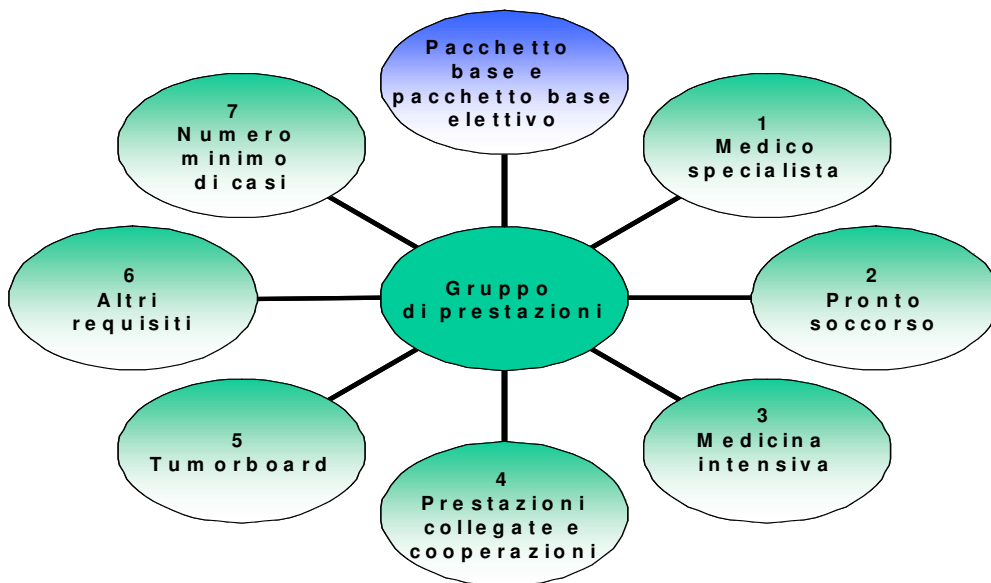 Pacchetto
base e
pacchetto base
elettivo
1
Medico
specialista
2
Pronto
soccorso
3
Medicina
intensiva
4
Prestazioni
collegate e
cooperazioni
5
Tumorboard
6
Altri
requisiti
7
Numero
minimo
di casi
Gruppo
di prestazioni